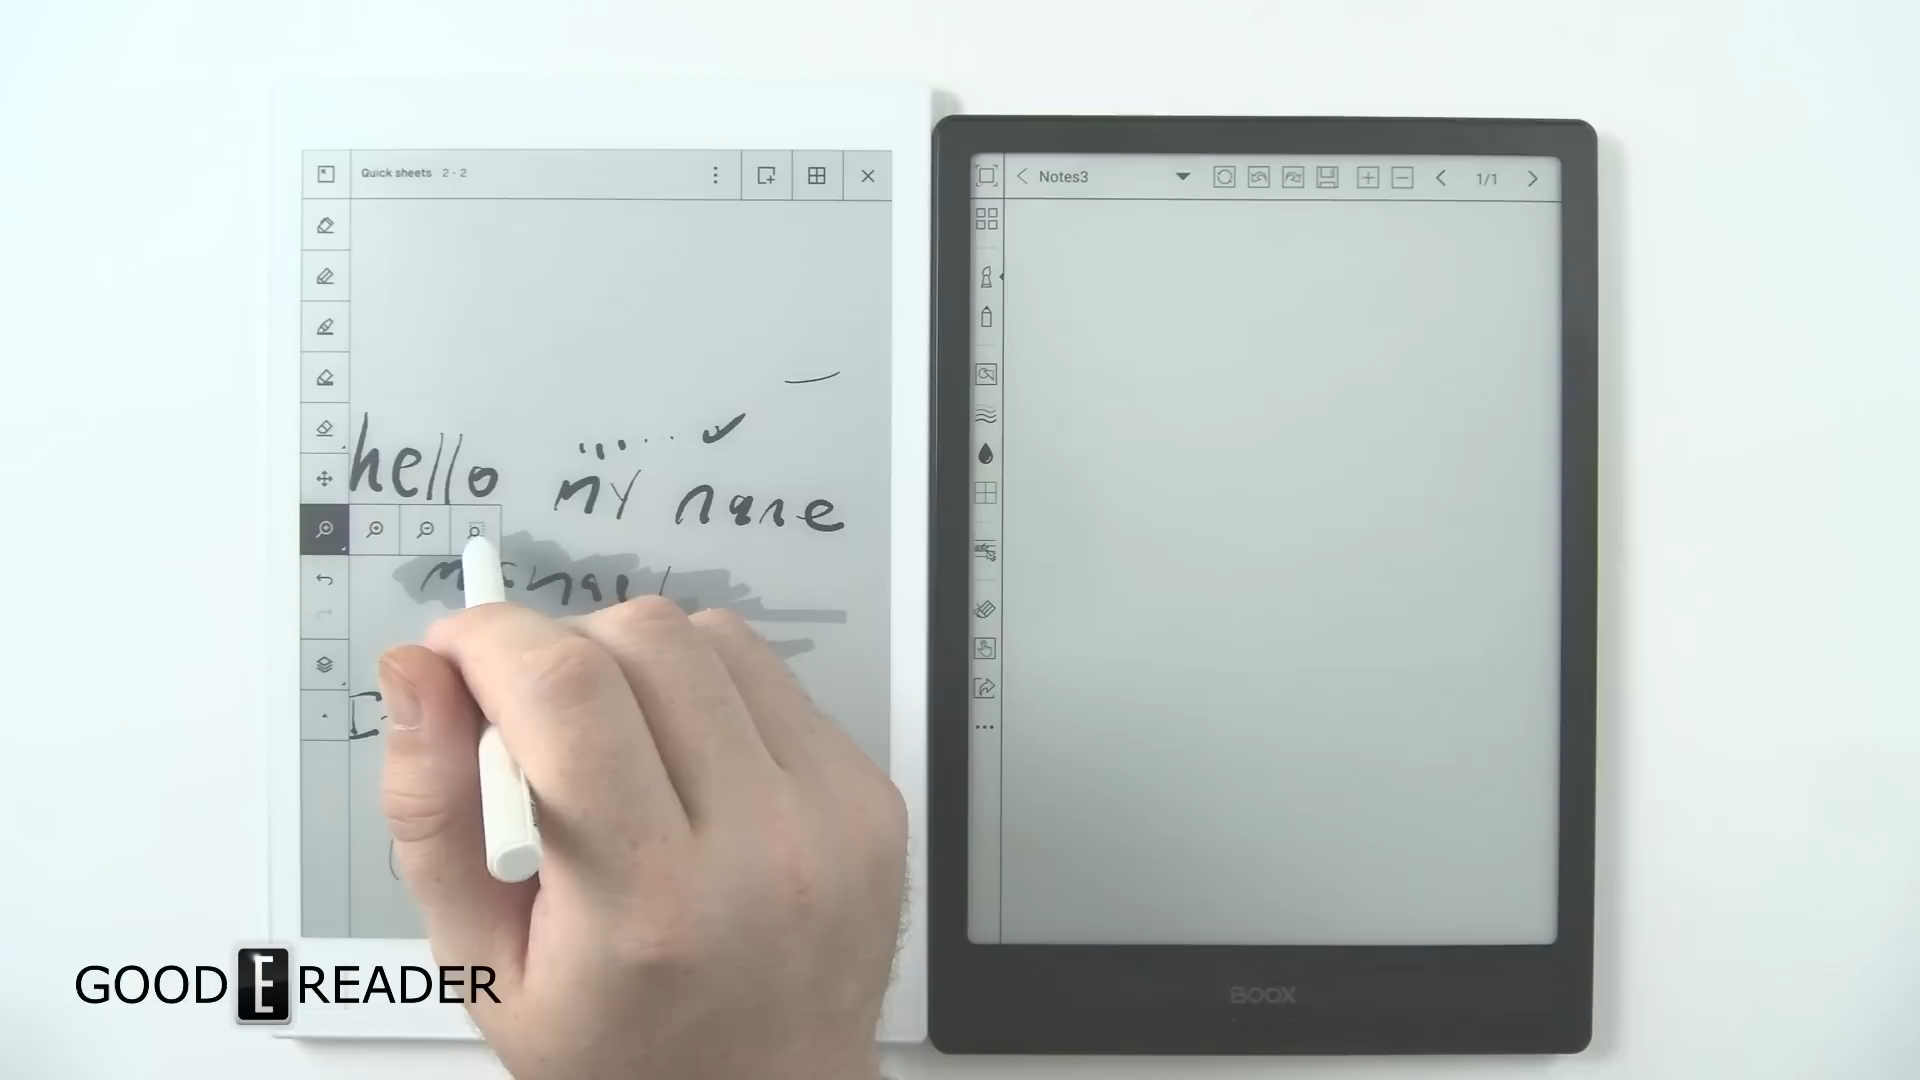 Quick sheets 2 - 2
hello my name
Notes3
1/1
BOOX
GOOD E READER